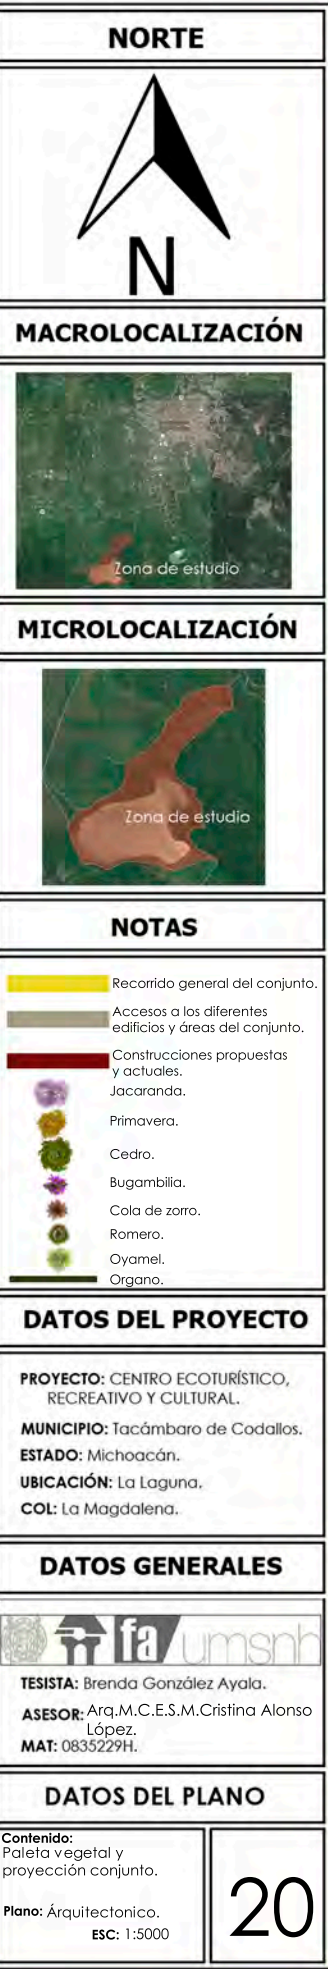 NORTE
N
MACROLOCALIZACIÓN
Zona de estudio
MICROLOCALIZACIÓN
Zona de estudio
NOTAS
Recorrido general del conjunto.
Accesos a los diferentes
edificios y áreas del conjunto.
Construcciones propuestas
y actuales.
Jacaranda.
Primavera.
Cedro.
Bugambilia.
Cola de zorro.
Romero.
Oyamel.
Organo.
DATOS DEL PROYECTO
PROYECTO: CENTRO ECOTURÍSTICO,
RECREATIVO Y CULTURAL.
MUNICIPIO: Tacámbaro de Codallos.
ESTADO: Michoacán.
UBICACIÓN: La Laguna.
COL: La Magdalena.
DATOS GENERALES
fa/umsnh
TESISTA: Brenda González Ayala.
ASESOR: Arq.M.C.E.S.M.Cristina Alonso
López.
MAT: 0835229H.
DATOS DEL PLANO
Contenido:
Paleta vegetal y
proyección conjunto.
Plano: Árquitectonico.
ESC: 1:5000
20